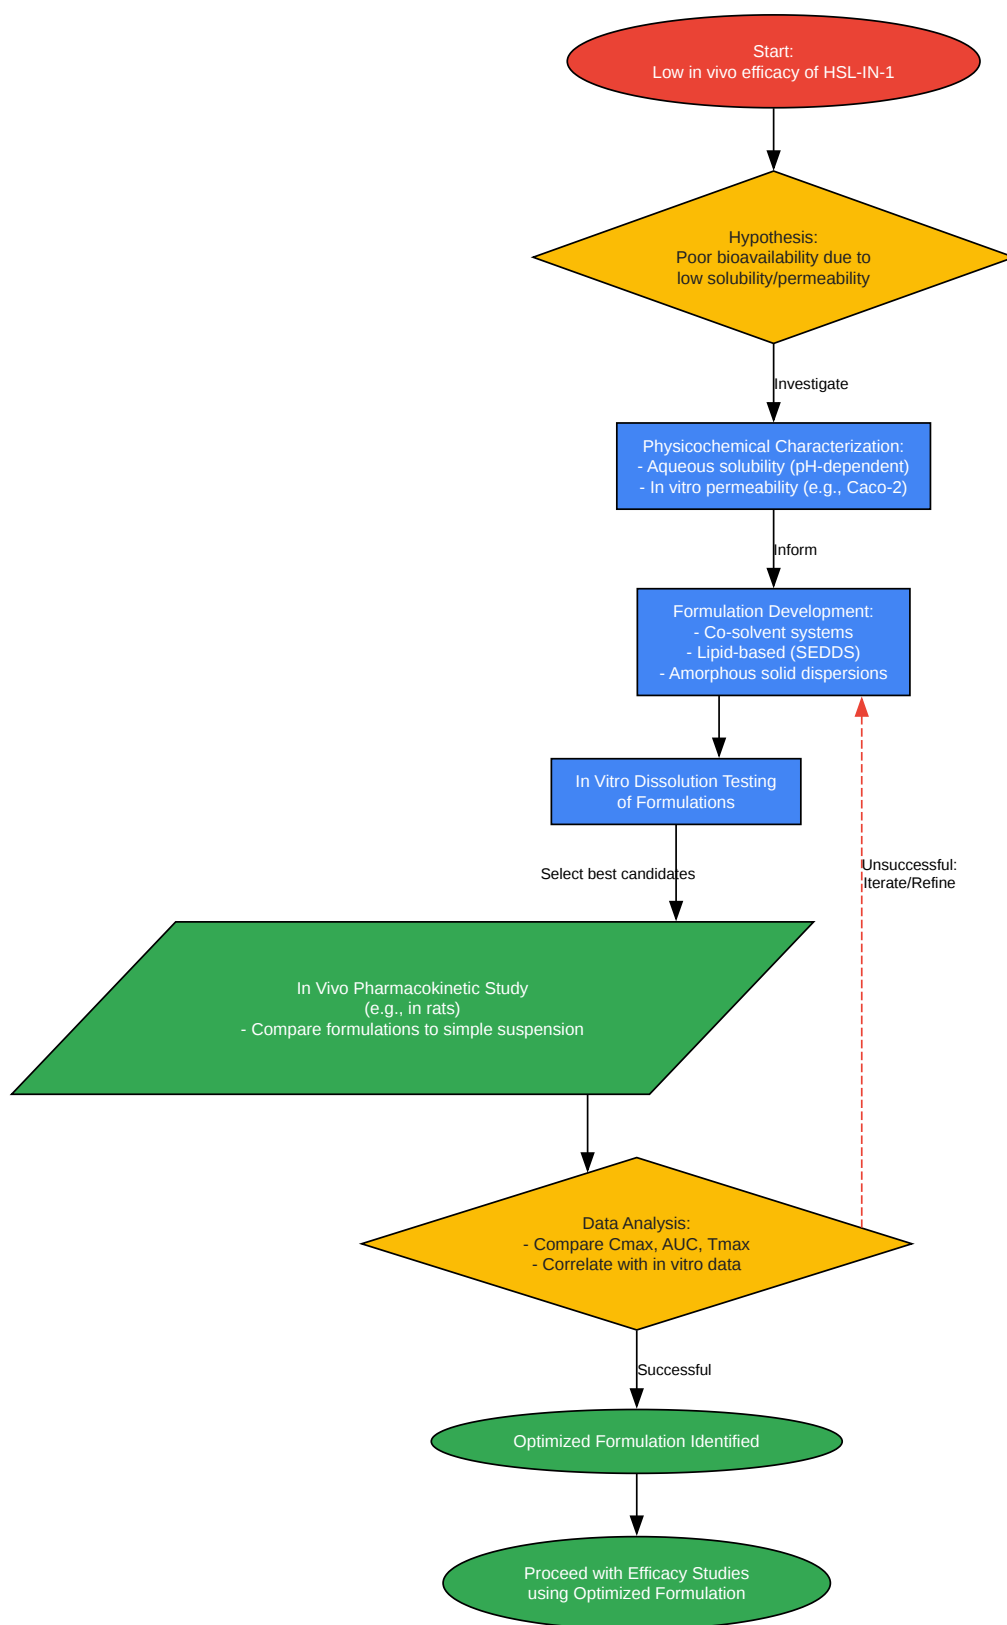 Start:
Low in vivo efficacy of HSL-IN-1
Hypothesis:
Poor bioavailability due to
low solubility/permeability
Investigate
Physicochemical Characterization:
- Aqueous solubility (pH-dependent)
- In vitro permeability (e.g., Caco-2)
Inform
Formulation Development:
- Co-solvent systems
- Lipid-based (SEDDS)
- Amorphous solid dispersions
In Vitro Dissolution Testing
of Formulations
Unsuccessful:
Iterate/Refine
Select best candidates
In Vivo Pharmacokinetic Study
(e.g., in rats)
- Compare formulations to simple suspension
Data Analysis:
- Compare Cmax, AUC, Tmax
- Correlate with in vitro data
Successful
Optimized Formulation Identified
Proceed with Efficacy Studies
using Optimized Formulation